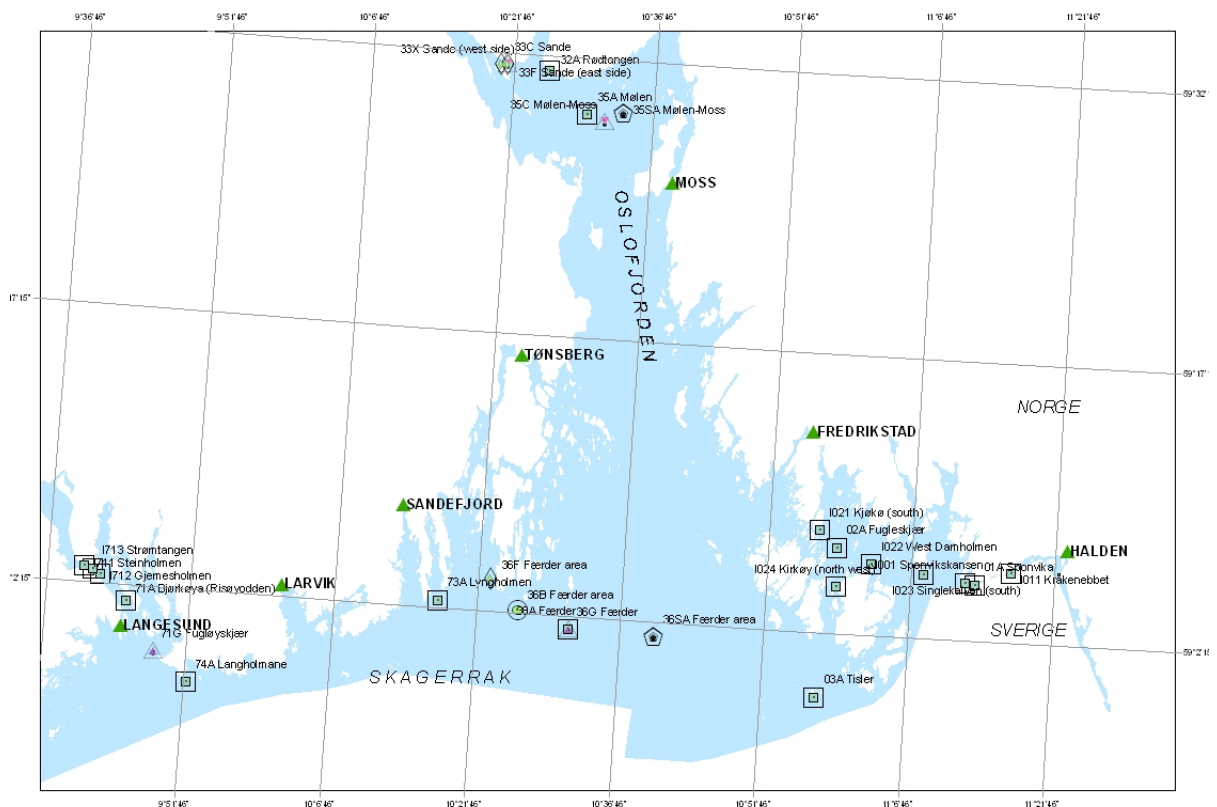 9°36'46" 9°51'46" 10°6'46" 10°21'46" 10°36'46" 10°51'46" 11°6'46" 11°21'46"
33X Sande (west side) 33C Sande
32A Rødtangen
33F Sande (east side)
59°32'
35A Mølen
35C Mølen-Moss 35SA Mølen-Moss
MOSS
OSLOFJORDEN
17'15"
TØNSBERG
59°17'
NORGE
FREDRIKSTAD
SANDEFJORD
I021 Kjøkø (south)
02A Fugleskjær
I713 Strømtangen
I022 West Damholmen
HALDEN
I711 Steinholmen
I712 Gjemesholmen
36F Færder area
I024 Kirkøy (north west) I001 Sponvikskansen 01A Sponvika
2'15"
LARVIK
73A Lyngholmen
I011 Kråkenebbet
71A Bjørkøya (Risøyodden)
36B Færder area
I023 Singlekalven (south)
36A Færder 36G Færder
36SA Færder area
LANGESUND
SVERIGE
71G Fugløyskjær
59°2'15"
74A Langholmane
SKAGERRAK
03A Tisler
9°51'46" 10°6'46" 10°21'46" 10°36'46" 10°51'46" 11°6'46" 11°21'46"